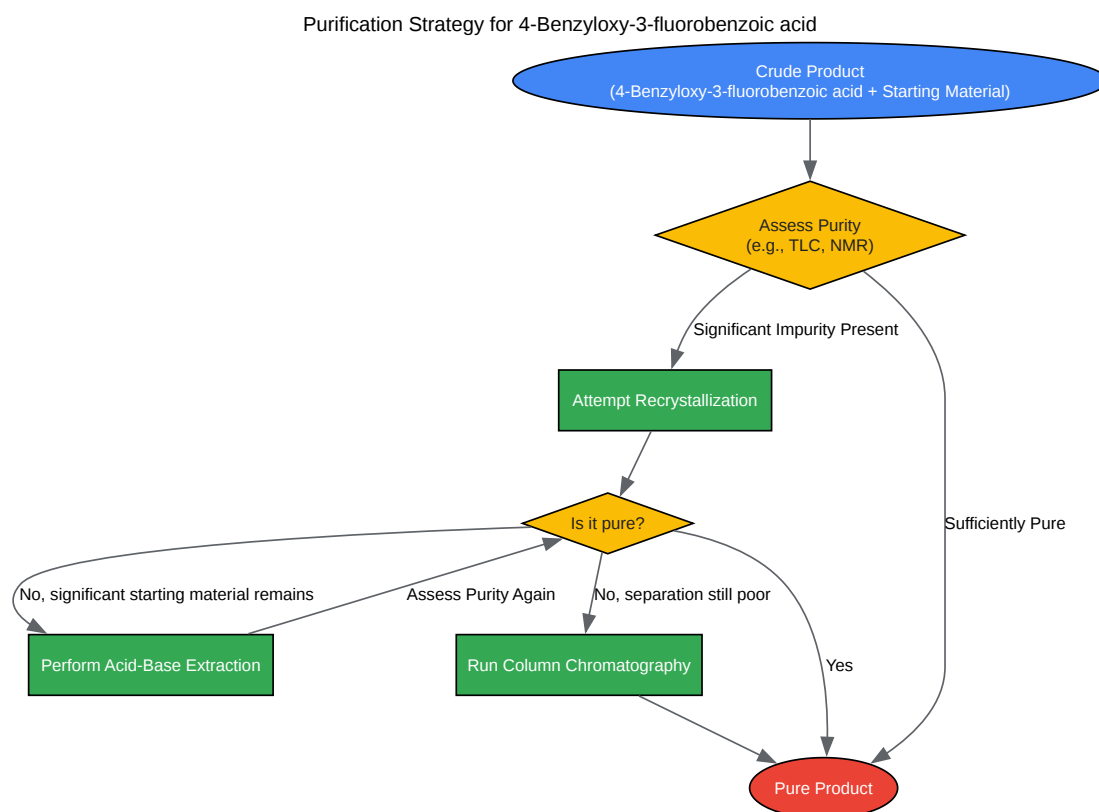 Purification Strategy for 4-Benzyloxy-3-fluorobenzoic acid
Crude Product
(4-Benzyloxy-3-fluorobenzoic acid + Starting Material)
Assess Purity
(e.g., TLC, NMR)
Significant Impurity Present
Attempt Recrystallization
Is it pure?
Sufficiently Pure
No, significant starting material remains
Assess Purity Again
No, separation still poor
Perform Acid-Base Extraction
Run Column Chromatography
Yes
Pure Product